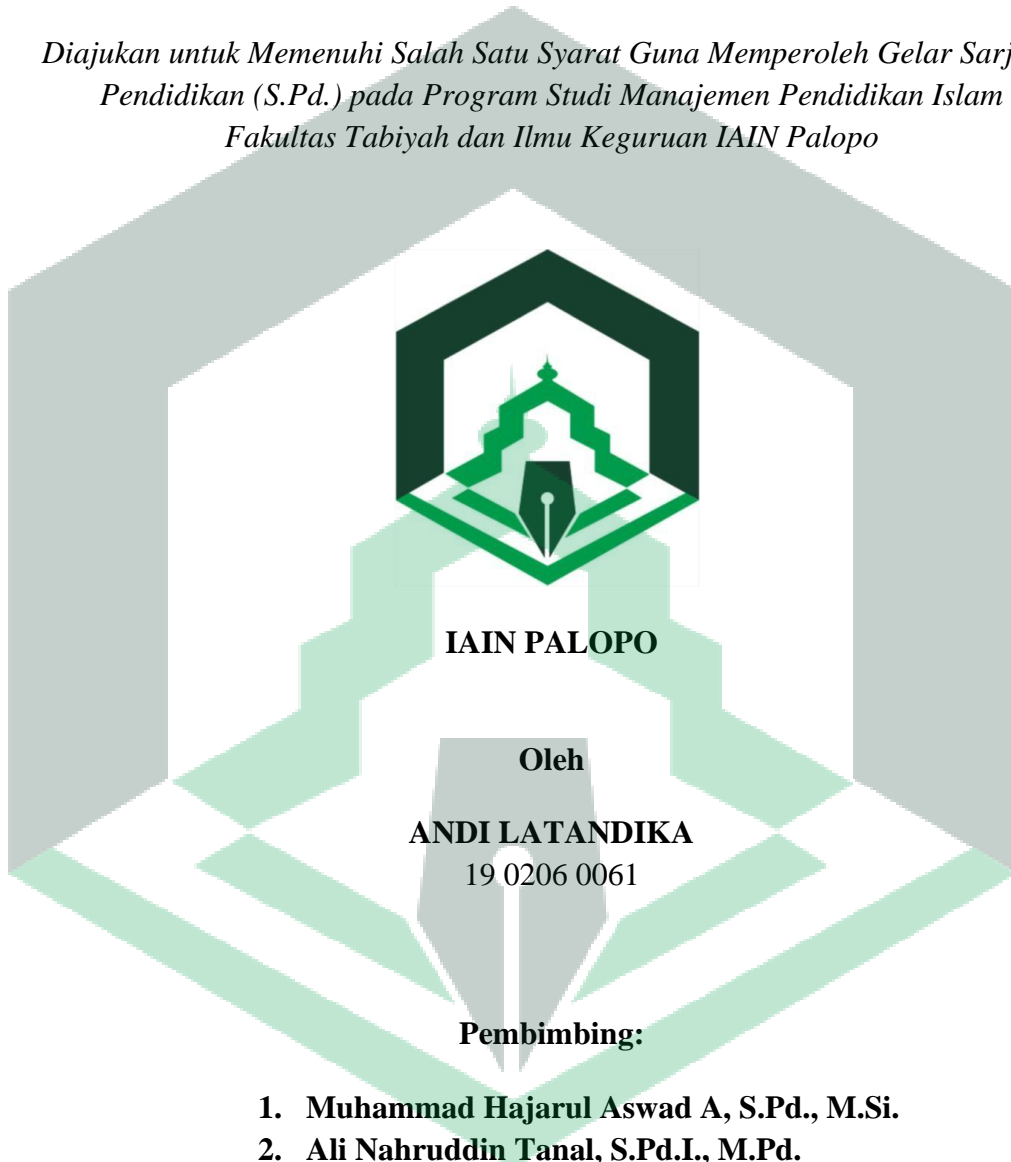 Diajukan untuk Memenuhi Salah Satu Syarat Guna Memperoleh Gelar Sarj
Pendidikan (S.Pd.) pada Program Studi Manajemen Pendidikan Islam
Fakultas Tabiyah dan Ilmu Keguruan IAIN Palopo
IAIN PALOPO
Oleh
ANDI LATANDIKA
19 0206 0061
Pembimbing:
1. Muhammad Hajarul Aswad A, S.Pd., M.Si.
2. Ali Nahruddin Tanal, S.Pd.I., M.Pd.